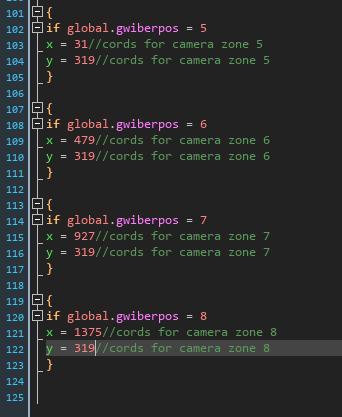 101 {
102 if global.gwiberpos = 5
103 x = 31//cords for camera zone 5
104 y = 319//cords for camera zone 5
105 }
106
107 {
108 if global.gwiberpos = 6
109 x = 479//cords for camera zone 6
110 y = 319//cords for camera zone 6
111 }
112
113 {
114 if global.gwiberpos = 7
115 x = 927//cords for camera zone 7
116 y = 319//cords for camera zone 7
117 }
118
119 {
120 if global.gwiberpos = 8
121 x = 1375//cords for camera zone 8
122 y = 319//cords for camera zone 8
123 }
124
125